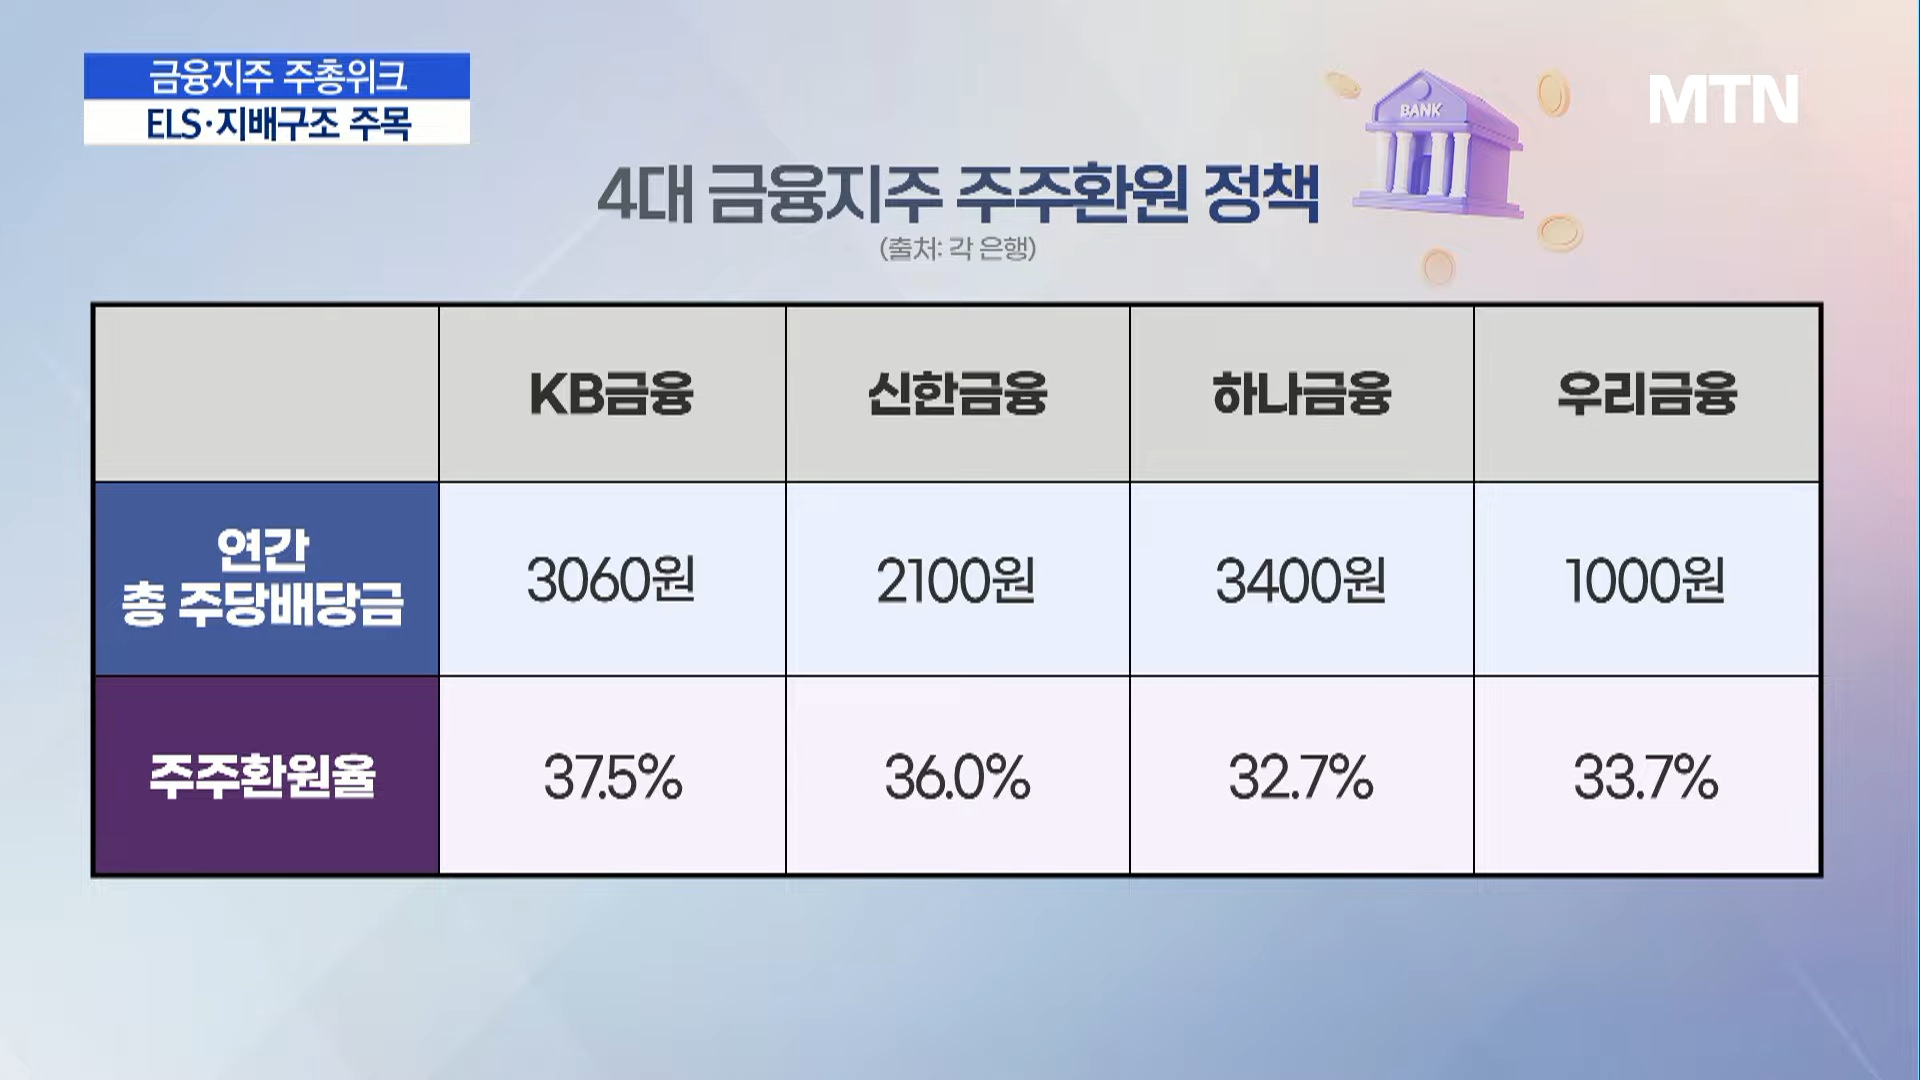 금융지주 주총위크
ELS·지배구조 주목
BANK
MTN
4대 금융지주 주주환원 정책
(출처: 각 은행)
KB금융 신한금융 하나금융 우리금융
연간
총 주당배당금 3060원 2100원 3400원 1000원
주주환원율 37.5% 36.0% 32.7% 33.7%